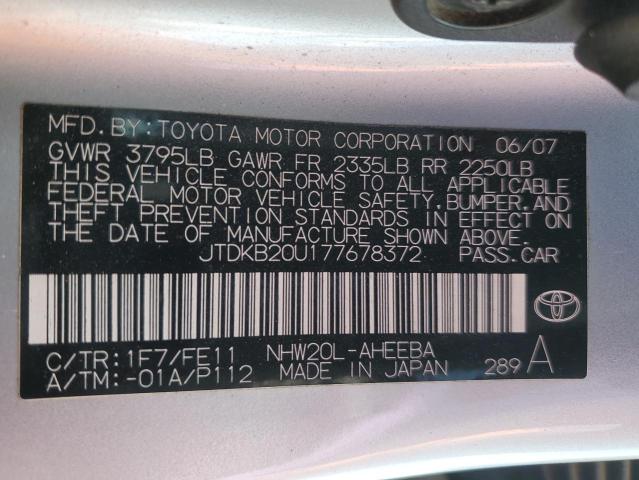 MFD. BY: TOYOTA MOTOR CORPORATION 06/07
GVWR 3795LB GAWR FR 2335LB RR 2250LB
THIS VEHICLE CONFORMS TO ALL APPLICABLE
FEDERAL MOTOR VEHICLE SAFETY, BUMPER, AND
THEFT PREVENTION STANDARDS IN EFFECT ON
THE DATE OF MANUFACTURE SHOWN ABOVE.
JTDKB20U177678372 PASS.CAR
C/TR: 1F7/FE11 NHW20L-AHEEBA
A/TM: -01A/P112 MADE IN JAPAN 289 A